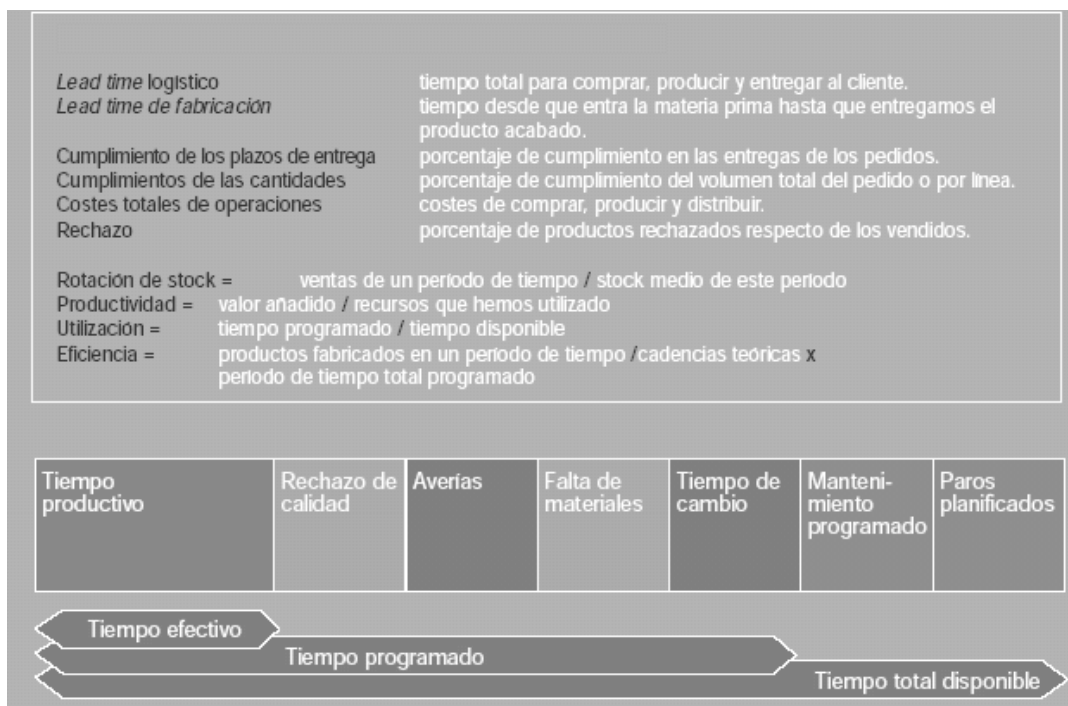 Lead time logístico tiempo total para comprar, producir y entregar al cliente.
Lead time de fabricación tiempo desde que entra la materia prima hasta que entregamos el
producto acabado.
Cumplimiento de los plazos de entrega porcentaje de cumplimiento en las entregas de los pedidos.
Cumplimientos de las cantidades porcentaje de cumplimiento del volumen total del pedido o por línea.
Costes totales de operaciones costes de comprar, producir y distribuir.
Rechazo porcentaje de productos rechazados respecto de los vendidos.
Rotación de stock = ventas de un período de tiempo / stock medio de este período
Productividad = valor añadido / recursos que hemos utilizado
Utilización = tiempo programado / tiempo disponible
Eficiencia = productos fabricados en un período de tiempo /cadencias teóricas x
período de tiempo total programado
Tiempo
productivo
Rechazo de
calidad
Averías
Falta de
materiales
Tiempo de
cambio
Manteni-
miento
programado
Paros
planificados
Tiempo efectivo
Tiempo programado
Tiempo total disponible